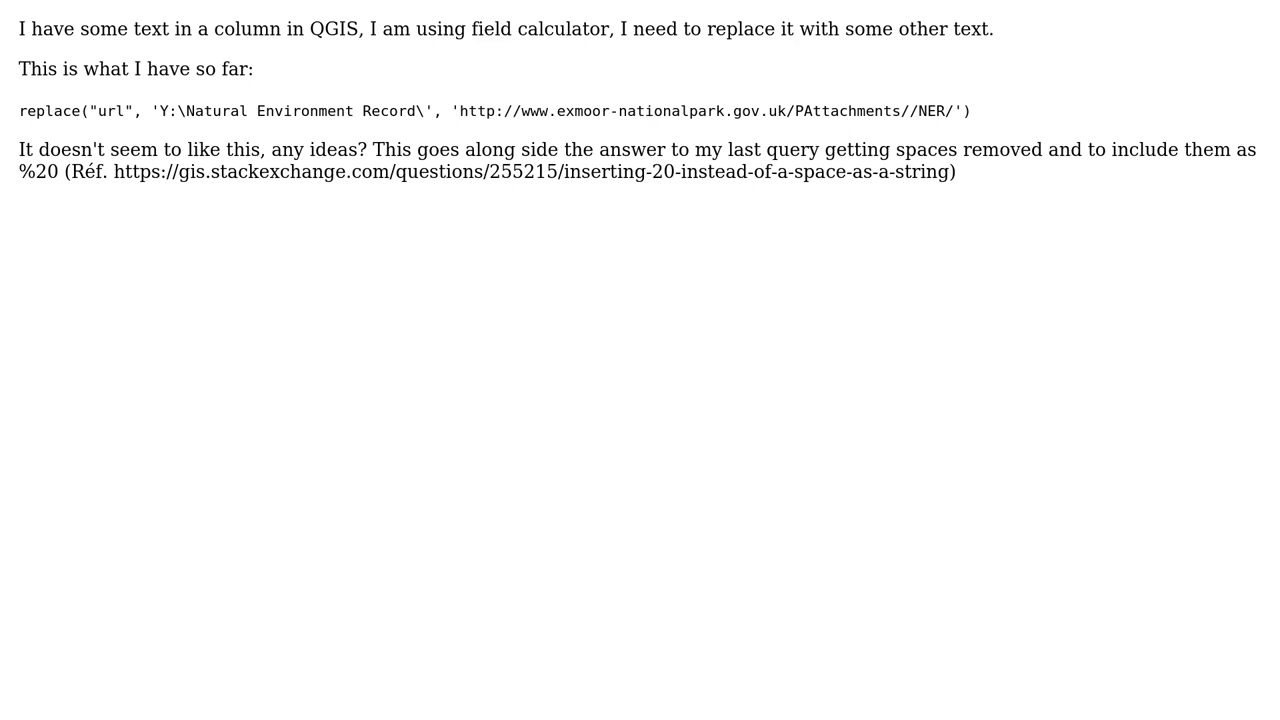 I have some text in a column in QGIS, I am using field calculator, I need to replace it with some other text.
This is what I have so far:
replace("url", 'Y:\Natural Environment Record\', 'http://www.exmoor-nationalpark.gov.uk/PAttachments//NER/')
It doesn't seem to like this, any ideas? This goes along side the answer to my last query getting spaces removed and to include them as
%20 (Réf. https://gis.stackexchange.com/questions/255215/inserting-20-instead-of-a-space-as-a-string)